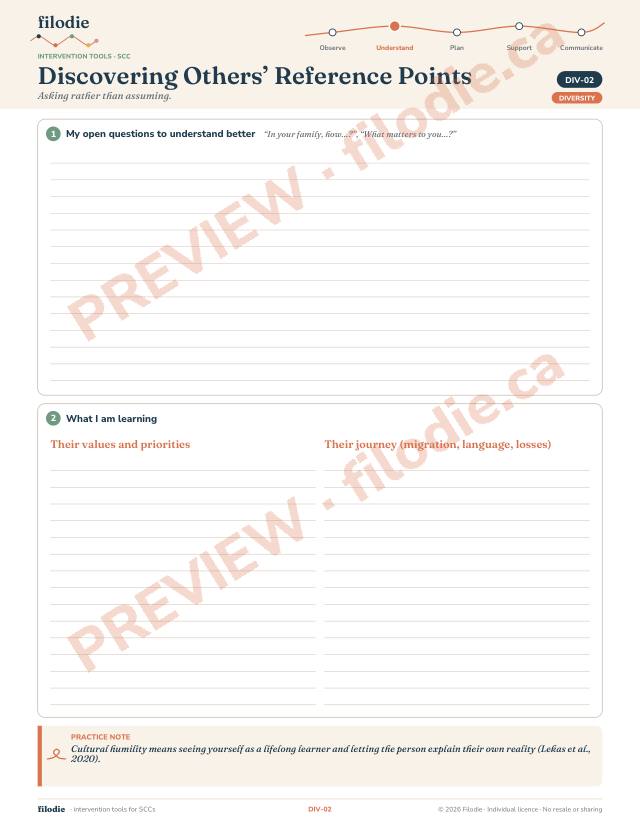 filodie
INTERVENTION TOOLS · SCC
Observe Understand Plan Support Communicate
Discovering Others’ Reference Points
Asking rather than assuming.
DIV-02
DIVERSITY
1 My open questions to understand better “In your family, how…?”, “What matters to you…?”
PREVIEW · filodie.ca
2 What I am learning
Their values and priorities
Their journey (migration, language, losses)
PREVIEW · filodie.ca
PRACTICE NOTE
Cultural humility means seeing yourself as a lifelong learner and letting the person explain their own reality (Lekas et al.,
2020).
filodie · intervention tools for SCCs
DIV-02
© 2026 Filodie · Individual licence · No resale or sharing